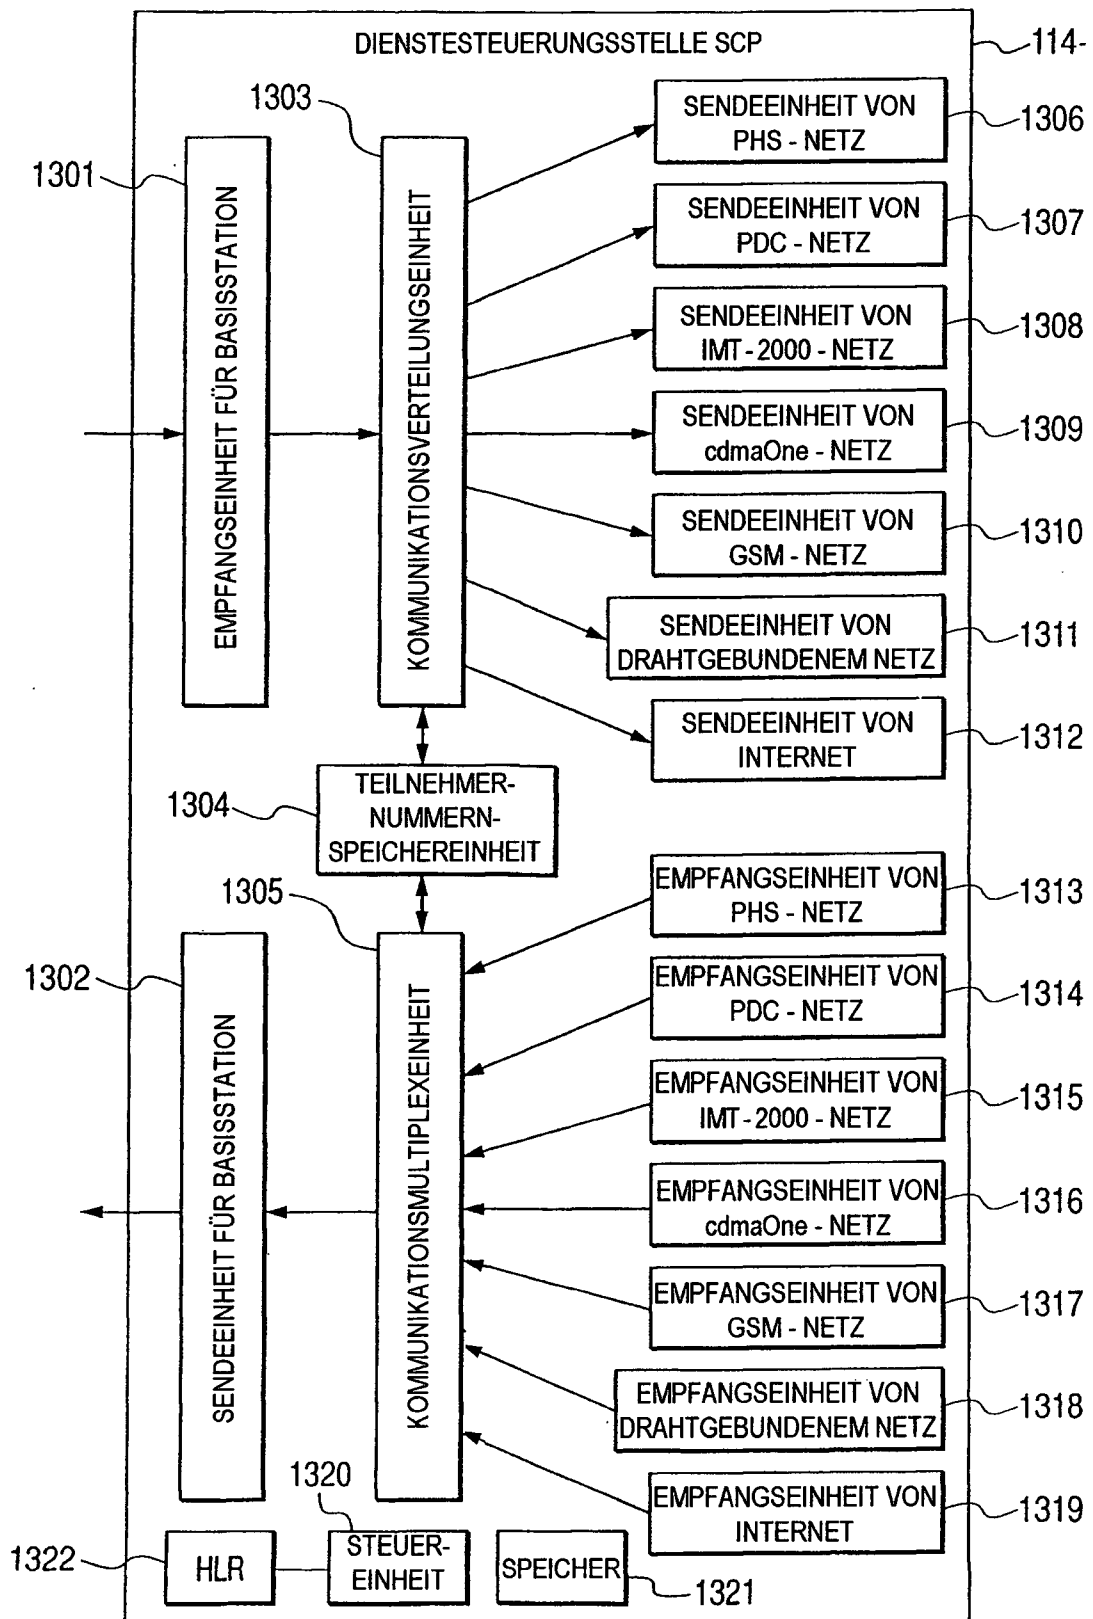 DIENSTESTEUERUNGSSTELLE SCP
114-
1303
SENDEEINHEIT VON
PHS - NETZ
1306
1301
SENDEEINHEIT VON
PDC - NETZ
1307
EMPFANGSEINHEIT FÜR BASISSTATION
KOMMUNIKATIONSVERTEILUNGSEINHEIT
SENDEEINHEIT VON
IMT - 2000 - NETZ
1308
SENDEEINHEIT VON
cdmaOne - NETZ
1309
SENDEEINHEIT VON
GSM - NETZ
1310
SENDEEINHEIT VON
DRAHTGEBUNDENEM NETZ
1311
SENDEEINHEIT VON
INTERNET
1312
1304
TEILNEHMER-
NUMMERN-
SPEICHEREINHEIT
1305
EMPFANGSEINHEIT VON
PHS - NETZ
1313
1302
EMPFANGSEINHEIT VON
PDC - NETZ
1314
SENDEEINHEIT FÜR BASISSTATION
KOMMUNIKATIONSMULTIPLEXEINHEIT
EMPFANGSEINHEIT VON
IMT - 2000 - NETZ
1315
EMPFANGSEINHEIT VON
cdmaOne - NETZ
1316
EMPFANGSEINHEIT VON
GSM - NETZ
1317
EMPFANGSEINHEIT VON
DRAHTGEBUNDENEM NETZ
1318
EMPFANGSEINHEIT VON
INTERNET
1319
1320
1322
HLR
STEUER-
EINHEIT
SPEICHER
1321